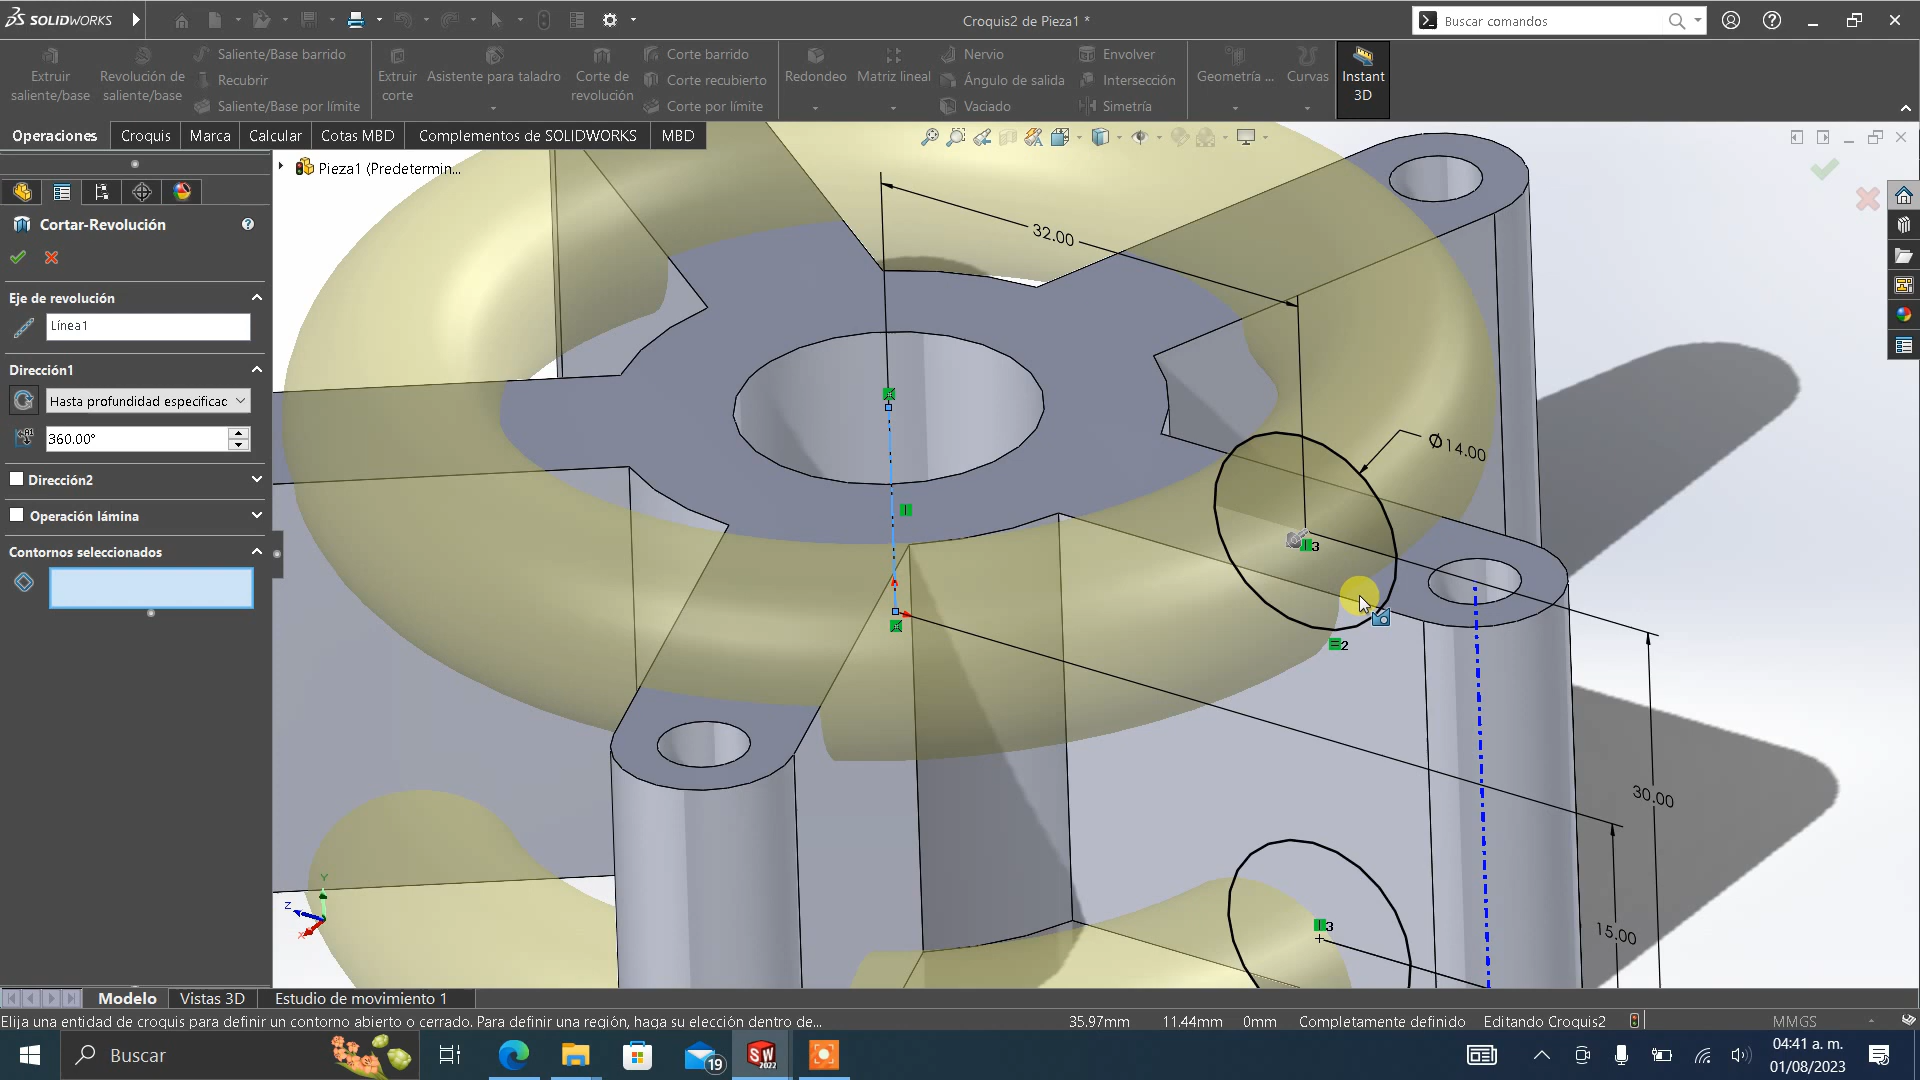 SOLIDWORKS
Croquis2 de Pieza1 *
Buscar comandos
Extruir saliente/base
Revolución de saliente/base
Saliente/Base barrido
Recubrir
Saliente/Base por límite
Extruir corte
Asistente para taladro
Corte de revolución
Corte barrido
Corte recubierto
Corte por límite
Redondeo
Matriz lineal
Nervio
Ángulo de salida
Vaciado
Envolver
Intersección
Simetría
Geometría ...
Curvas
Instant 3D
Operaciones
Croquis
Marca
Calcular
Cotas MBD
Complementos de SOLIDWORKS
MBD
Pieza1 (Predetermin...
Cortar-Revolución
Eje de revolución
Línea1
Dirección1
Hasta profundidad especificac
360.00°
Dirección2
Operación lámina
Contornos seleccionados
32.00
Ø14.00
3
2
30.00
3
15.00
Y
Z
X
Modelo
Vistas 3D
Estudio de movimiento 1
Elija una entidad de croquis para definir un contorno abierto o cerrado. Para definir una región, haga su elección dentro de...
35.97mm
11.44mm
0mm
Completamente definido
Editando Croquis2
MMGS
Buscar
19
SW
2022
04:41 a. m.
01/08/2023